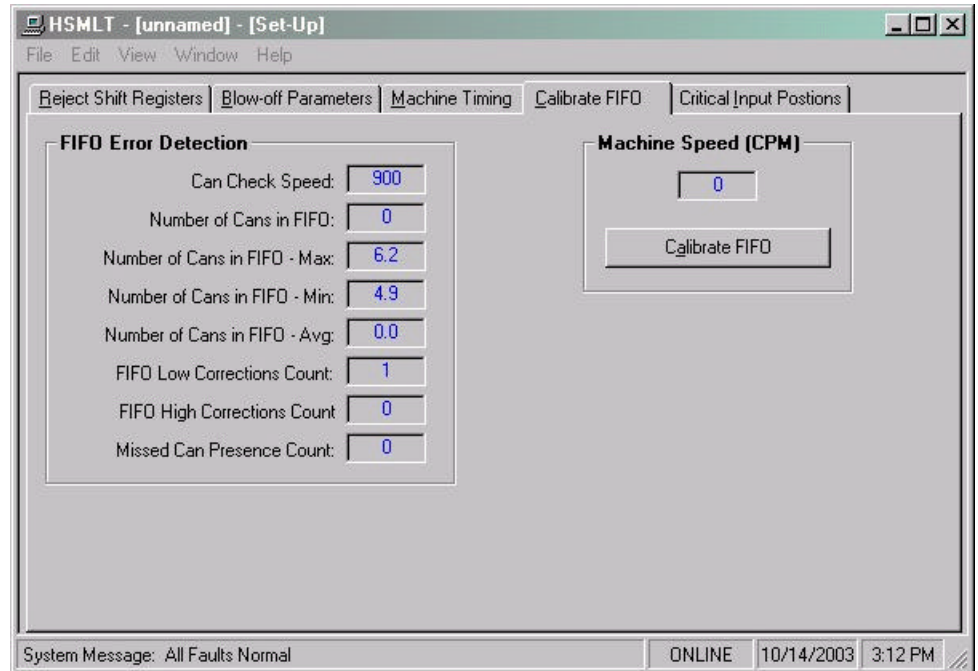 HSMLT - [unnamed] - [Set-Up]
File Edit View Window Help
Reject Shift Registers Blow-off Parameters Machine Timing Calibrate FIFO Critical Input Postions
FIFO Error Detection
Can Check Speed: 900
Number of Cans in FIFO: 0
Number of Cans in FIFO - Max: 6.2
Number of Cans in FIFO - Min: 4.9
Number of Cans in FIFO - Avg: 0.0
FIFO Low Corrections Count: 1
FIFO High Corrections Count 0
Missed Can Presence Count: 0
Machine Speed (CPM)
0
Calibrate FIFO
System Message: All Faults Normal ONLINE 10/14/2003 3:12 PM